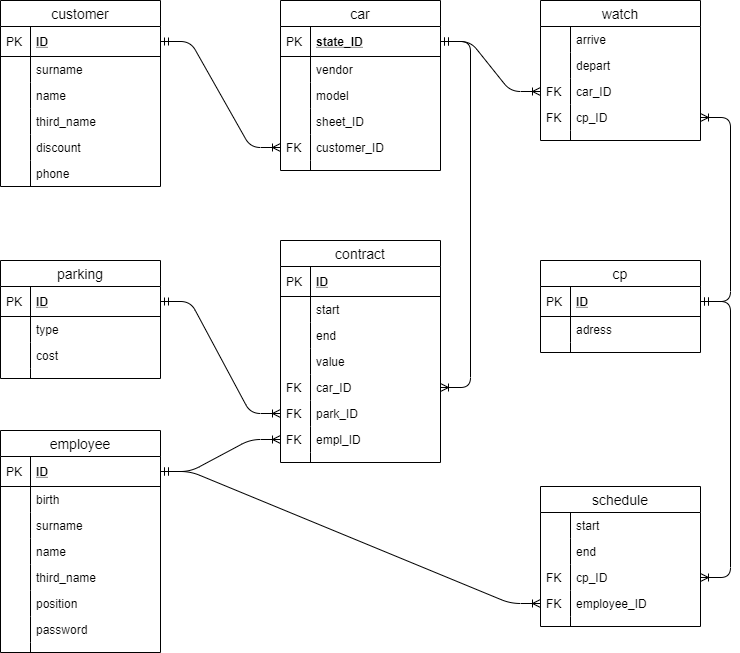 customer
PK ID
surname
name
third_name
discount
phone
car
PK state_ID
vendor
model
sheet_ID
FK customer_ID
watch
arrive
depart
FK car_ID
FK cp_ID
parking
PK ID
type
cost
contract
PK ID
start
end
value
FK car_ID
FK park_ID
FK empl_ID
cp
PK ID
adress
employee
PK ID
birth
surname
name
third_name
position
password
schedule
start
end
FK cp_ID
FK employee_ID